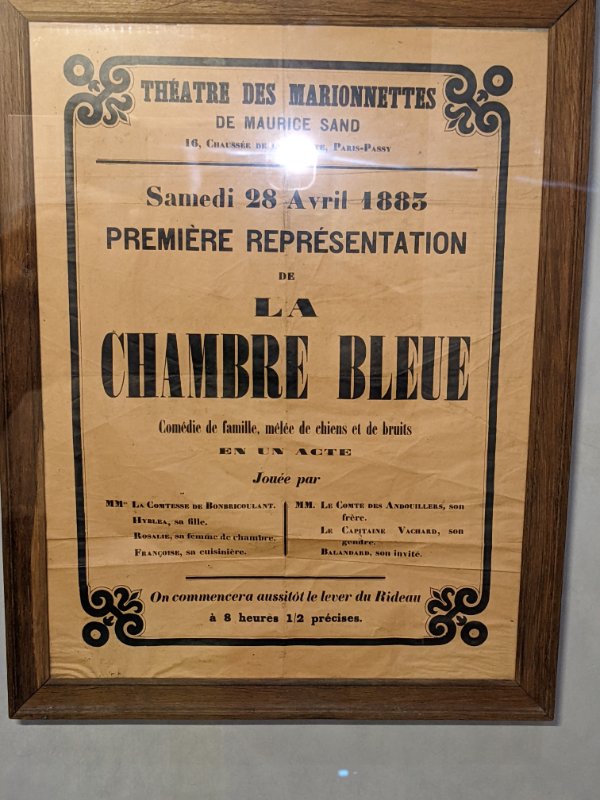 THÉATRE DES MARIONNETTES
DE MAURICE SAND
16, CHAUSSÉE DE PARIS-PASSY
Samedi 28 Avril 1883
PREMIÈRE REPRÉSENTATION
DE
LA
CHAMBRE BLEUE
Comédie de famille, mêlée de chiens et de bruits
EN UN ACTE
Jouée par
MMes LA COMTESSE DE BONBRICOULANT.
HYBLEA, sa fille.
ROSALIE, sa femme de chambre.
FRANÇOISE, sa cuisinière.
MM. LE COMTE DES ANDOUILLERS, son
frère.
LE CAPITAINE VACHARD, son
gendre.
BALANDARD, son invité.
On commencera aussitôt le lever du Rideau
à 8 heures 1/2 précises.